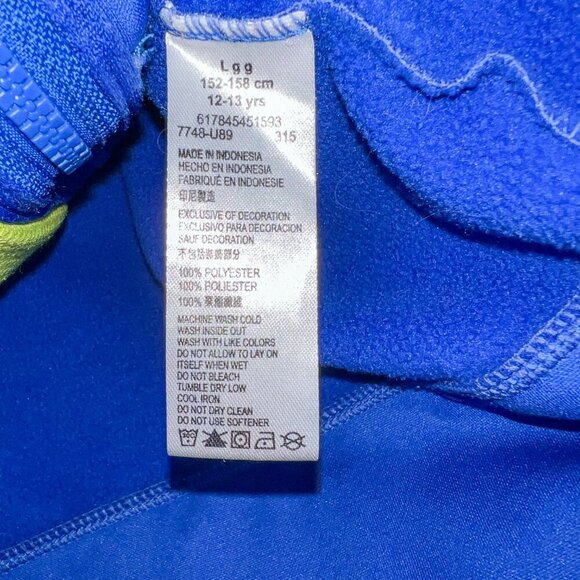 L g g
152-158 cm
12-13 yrs
617845451593
7748-U89 315
MADE IN INDONESIA
HECHO EN INDONESIA
FABRIQUÉ EN INDONESIE
印尼製造
EXCLUSIVE OF DECORATION
EXCLUSIVO PARA DECORACION
SAUF DECORATION
不包括裝飾部分
100% POLYESTER
100% POLIESTER
100% 聚酯纖維
MACHINE WASH COLD
WASH INSIDE OUT
WASH WITH LIKE COLORS
DO NOT ALLOW TO LAY ON
ITSELF WHEN WET
DO NOT BLEACH
TUMBLE DRY LOW
COOL IRON
DO NOT DRY CLEAN
DO NOT USE SOFTENER